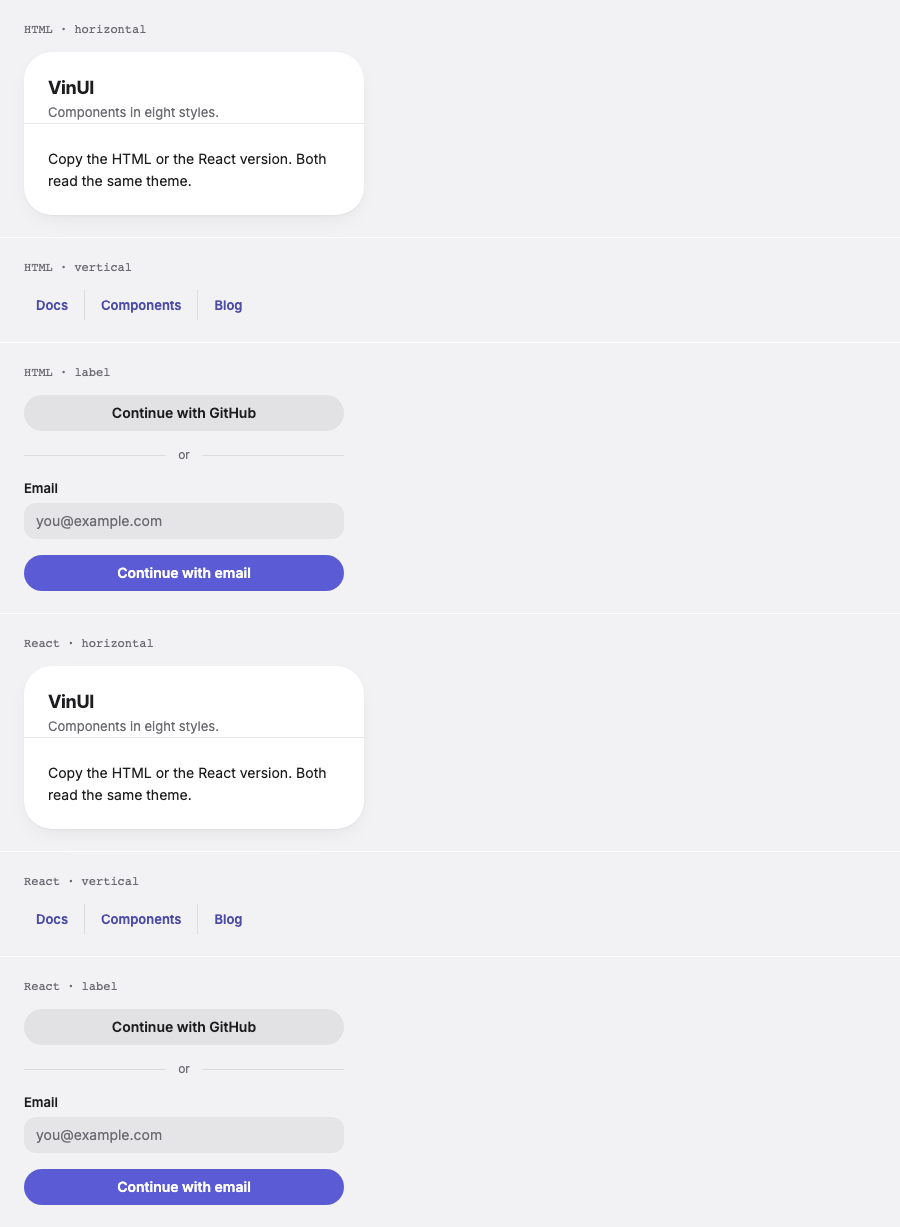 HTML · horizontal
VinUI
Components in eight styles.
Copy the HTML or the React version. Both
read the same theme.
HTML · vertical
Docs Components Blog
HTML · label
Continue with GitHub
or
Email
you@example.com
Continue with email
React · horizontal
VinUI
Components in eight styles.
Copy the HTML or the React version. Both
read the same theme.
React · vertical
Docs Components Blog
React · label
Continue with GitHub
or
Email
you@example.com
Continue with email